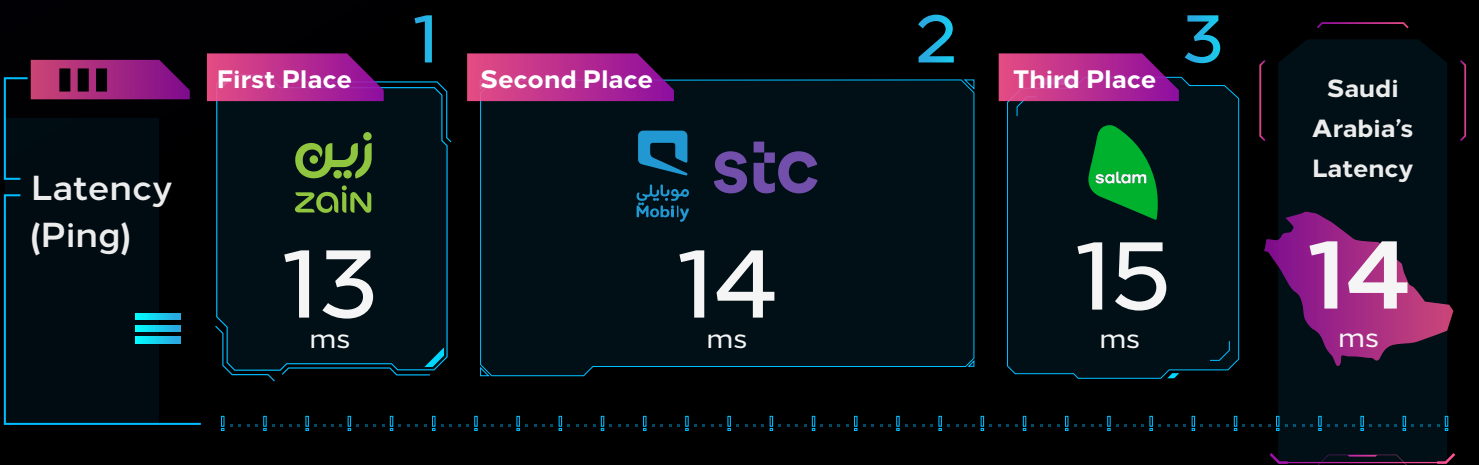 Latency
(Ping)
1
First Place
زين
zain
13
ms
2
Second Place
موبايلي
Mobily
stc
14
ms
3
Third Place
salam
15
ms
Saudi
Arabia’s
Latency
14
ms